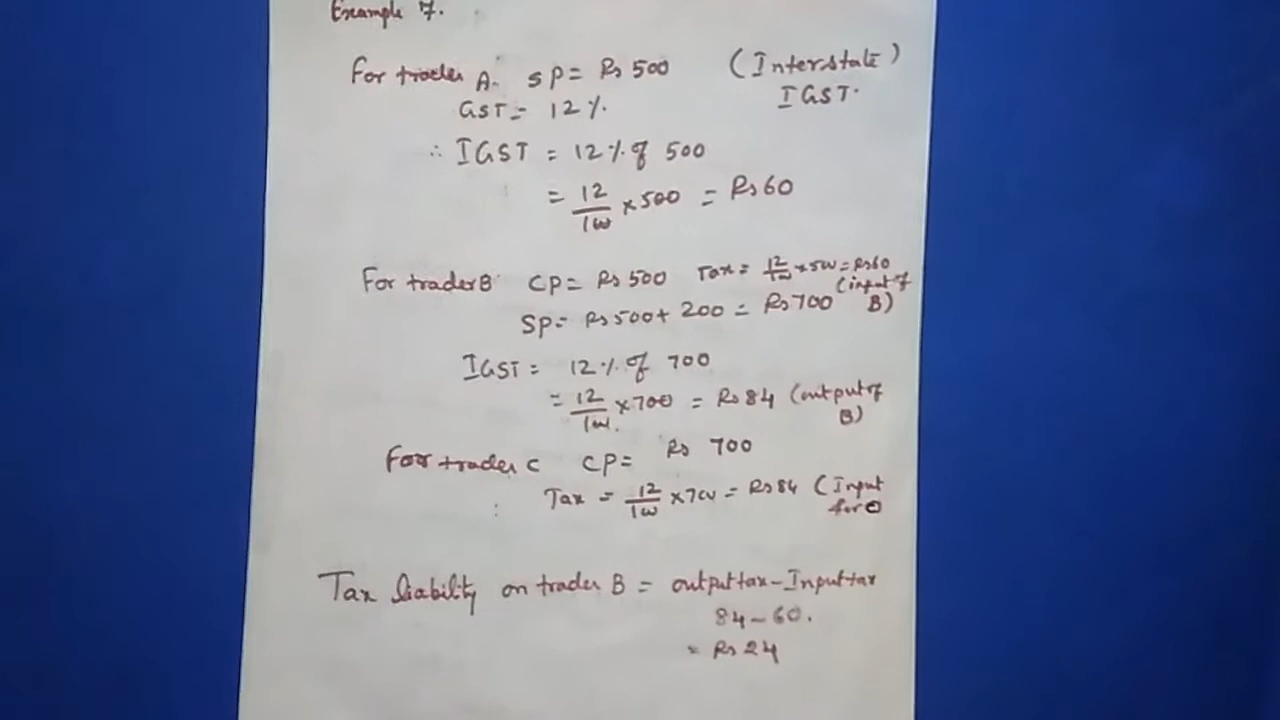 Example 7.
For trader A. SP = Rs 500 (Interstate)
GST = 12% IGST.
∴ IGST = 12% of 500
= 12/100 × 500 = Rs 60
For trader B CP = Rs 500 Tax = 12/100 × 500 = Rs 60 (input of B)
SP = Rs 500 + 200 = Rs 700
IGST = 12% of 700
= 12/100 × 700 = Rs 84 (output of B)
For trader C CP = Rs 700
Tax = 12/100 × 700 = Rs 84 (Input for C
Tax liability on trader B = output tax - Input tax
84 - 60.
= Rs 24